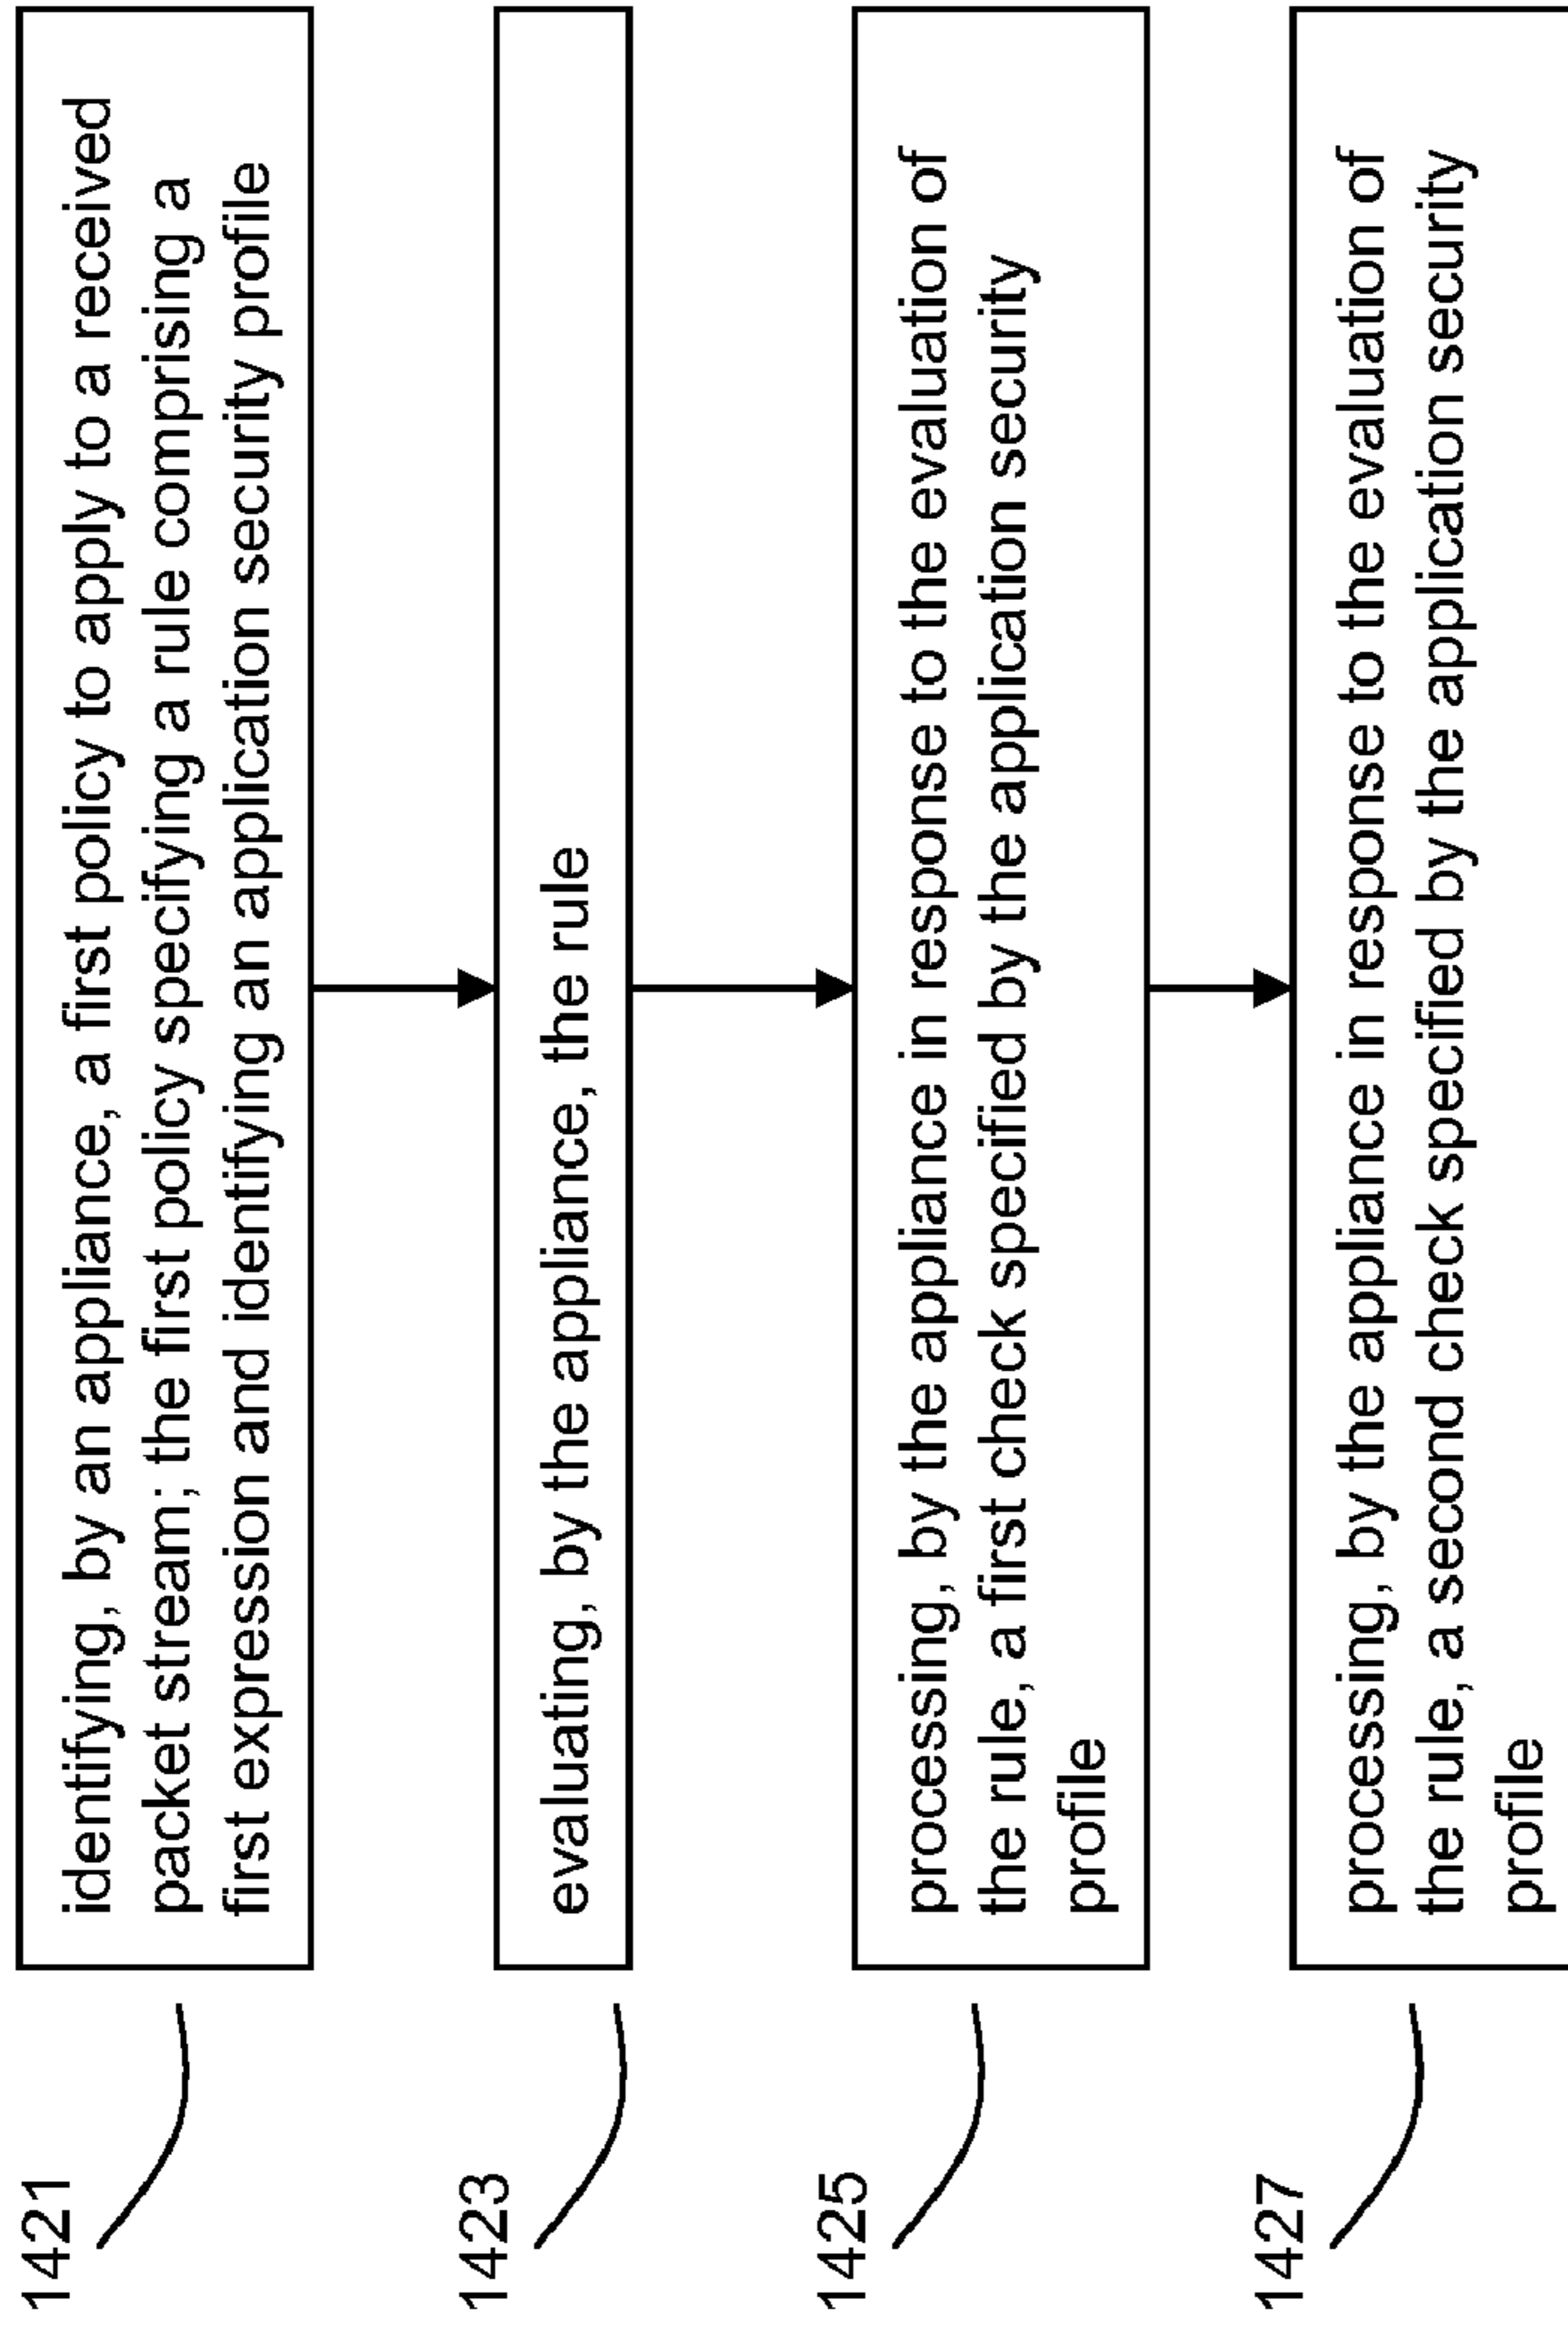 1421
identifying, by an appliance, a first policy to apply to a received
packet stream; the first policy specifying a rule comprising a
first expression and identifying an application security profile
1423
evaluating, by the appliance, the rule
1425
processing, by the appliance in response to the evaluation of
the rule, a first check specified by the application security
profile
1427
processing, by the appliance in response to the evaluation of
the rule, a second check specified by the application security
profile